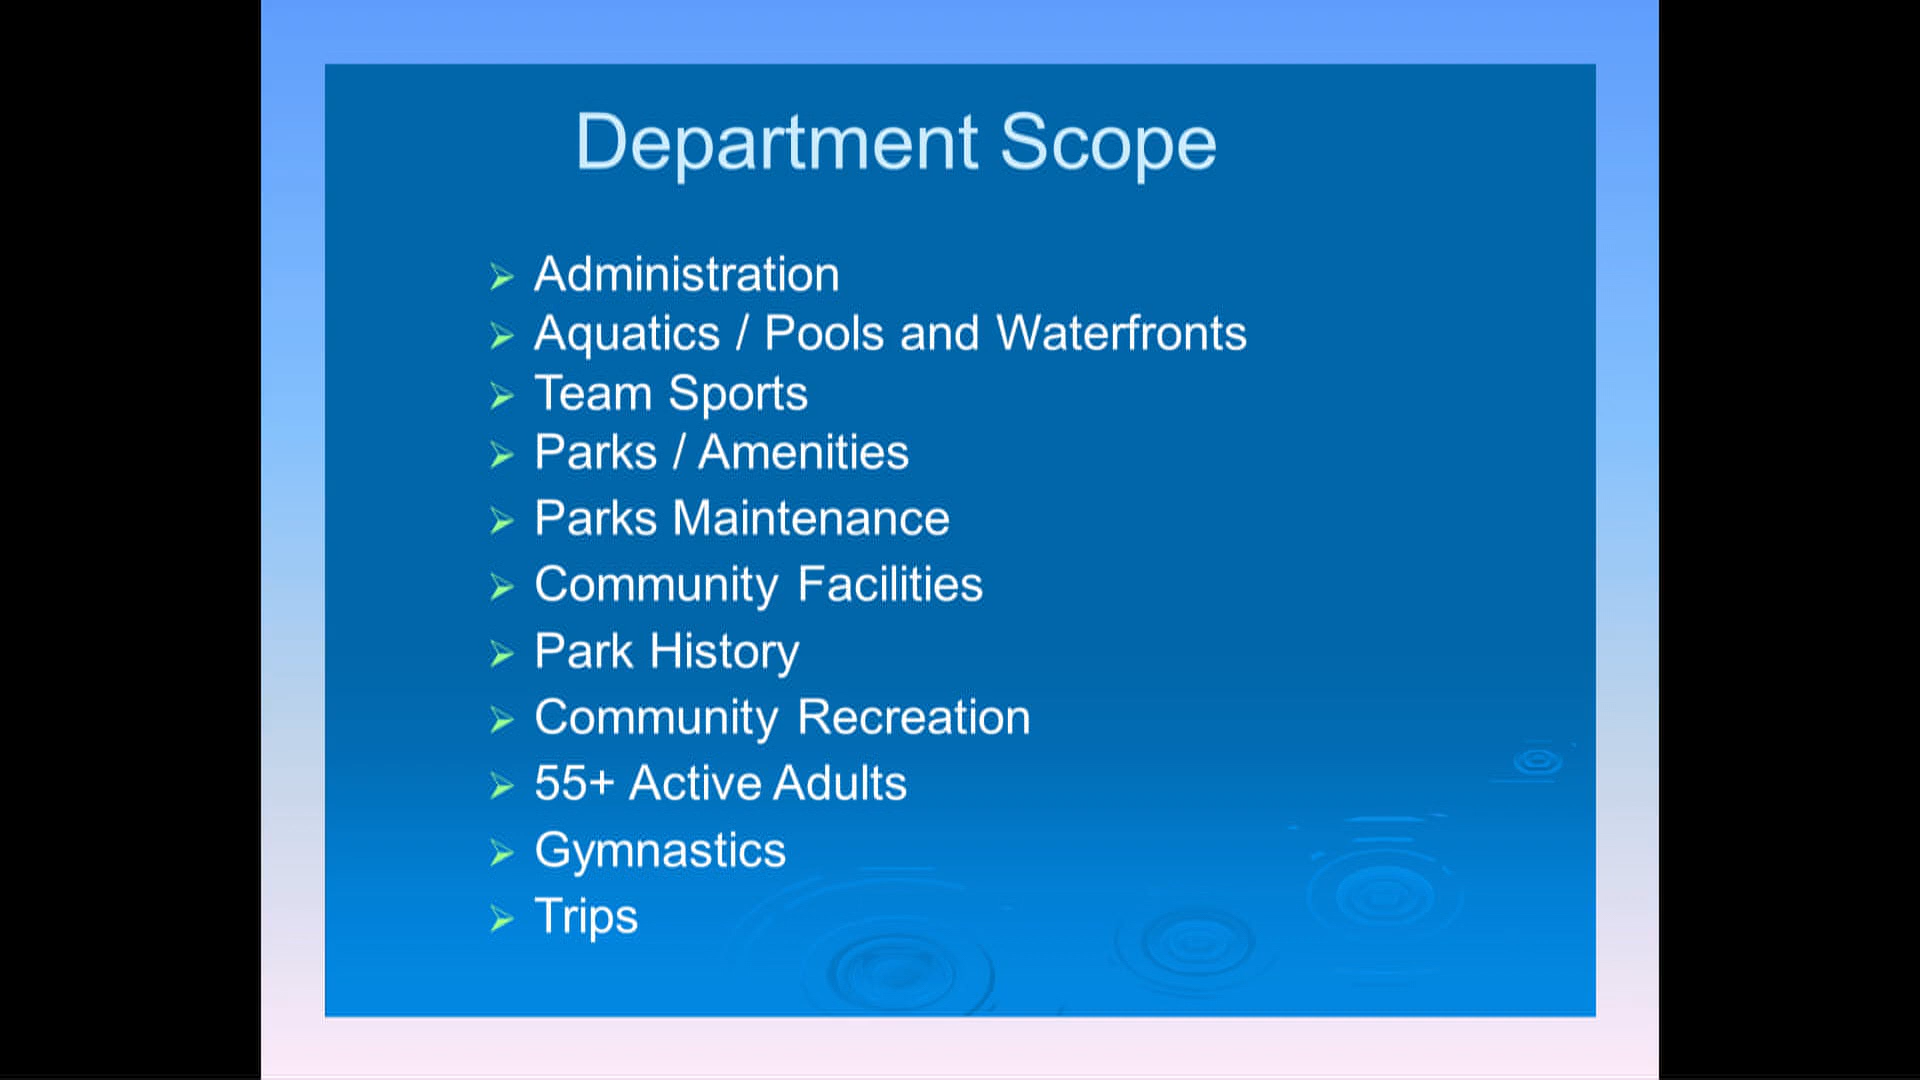 Department Scope
Administration
Aquatics / Pools and Waterfronts
Team Sports
Parks / Amenities
Parks Maintenance
Community Facilities
Park History
Community Recreation
55+ Active Adults
Gymnastics
Trips